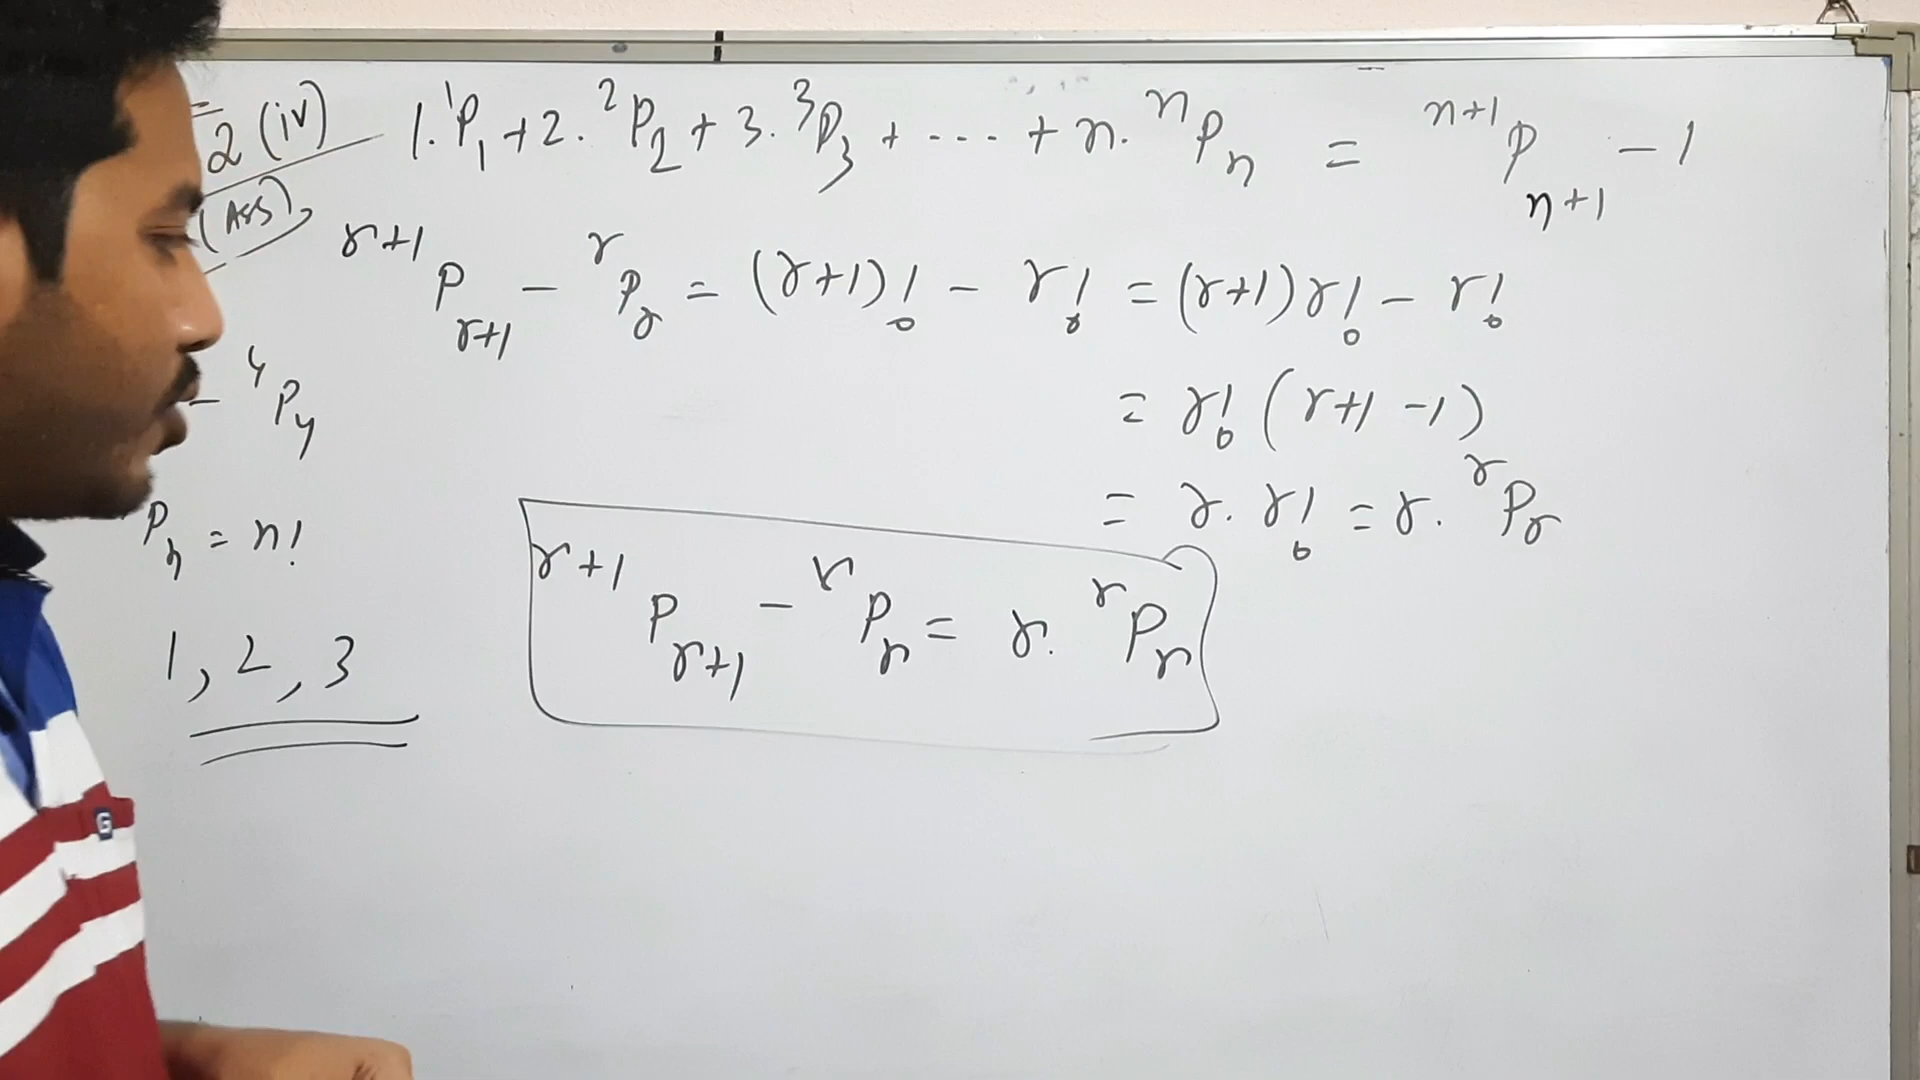 2 (iv) 1. ¹P₁ + 2. ²P₂ + 3. ³P₃ + ---- + n. ⁿPₙ = ⁿ⁺¹Pₙ₊₁ - 1
(Ass)
ʳ⁺¹Pᵣ₊₁ - ʳPᵣ = (r+1)! - r! = (r+1) r! - r!
- ⁴P₄
= r! (r+1 -1)
= r. r! = r. ʳPᵣ
Pₙ = n!
ʳ⁺¹Pᵣ₊₁ - ʳPᵣ = r. ʳPᵣ
1, 2, 3
G